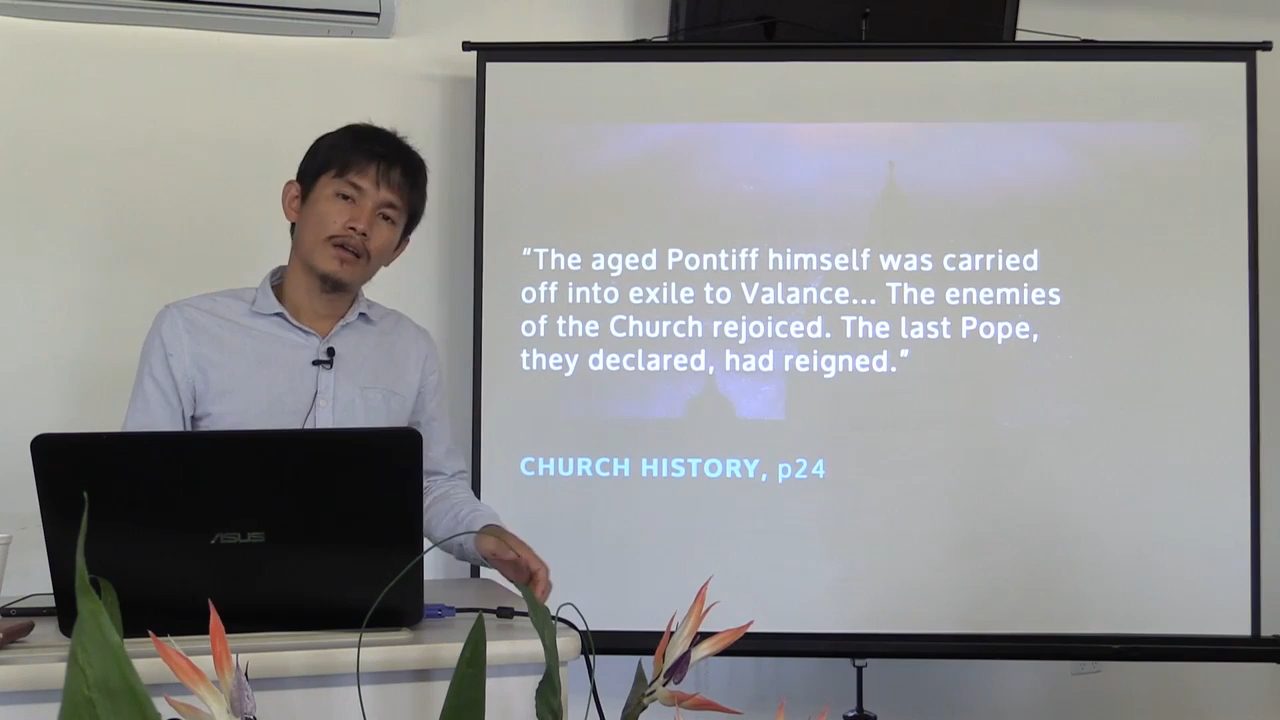 "The aged Pontiff himself was carried
off into exile to Valance... The enemies
of the Church rejoiced. The last Pope,
they declared, had reigned."
CHURCH HISTORY, p24
ASUS